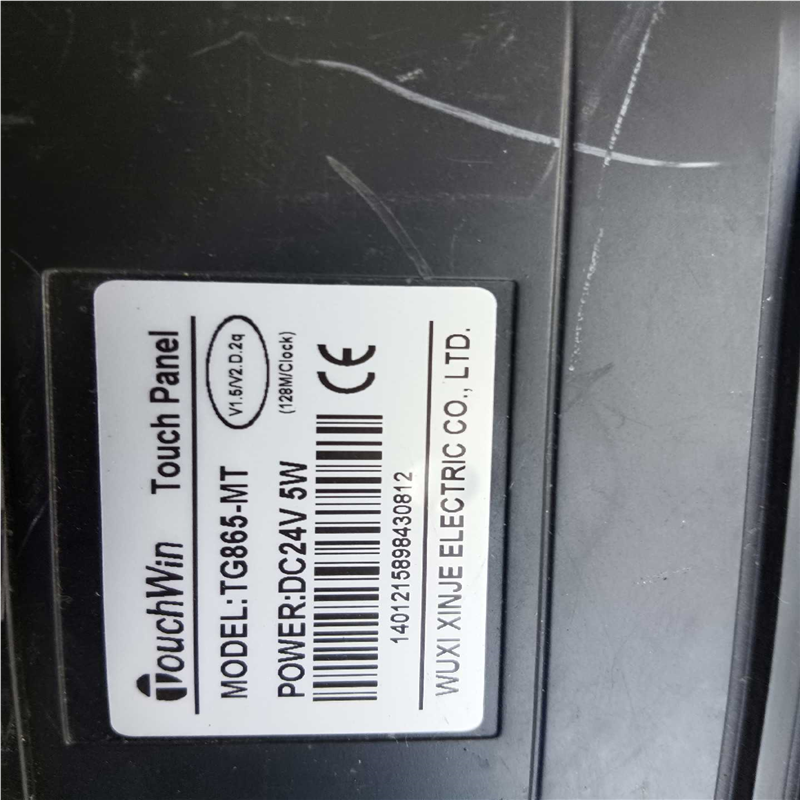 TouchWin Touch Panel
MODEL:TG865-MT V1.5/V2.D.2q
POWER:DC24V 5W (128M/Clock)
CE
1401215898430812
WUXI XINJE ELECTRIC CO., LTD.